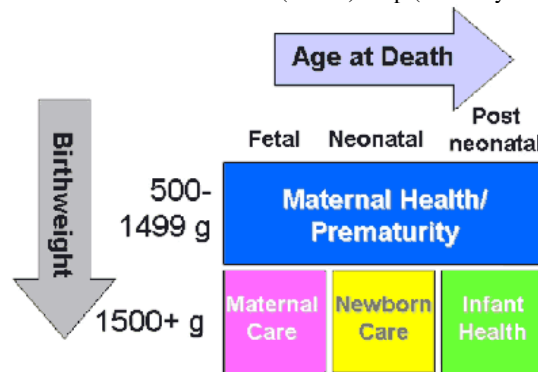 Age at Death
Post
Fetal Neonatal neonatal
Birthweight
500-
1499 g
Maternal Health/
Prematurity
1500+ g
Maternal Newborn Infant
Care Care Health